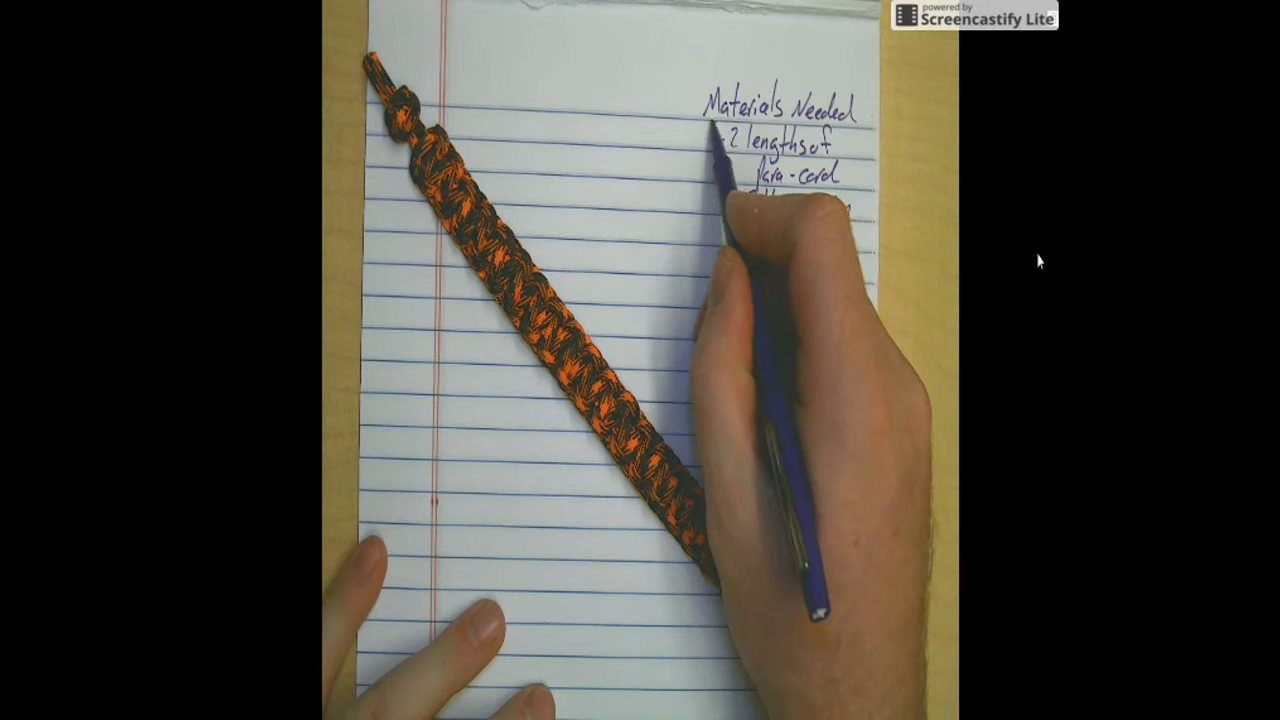 powered by
Screencastify Lite
Materials Needed
- 2 lengths of
Para-cord